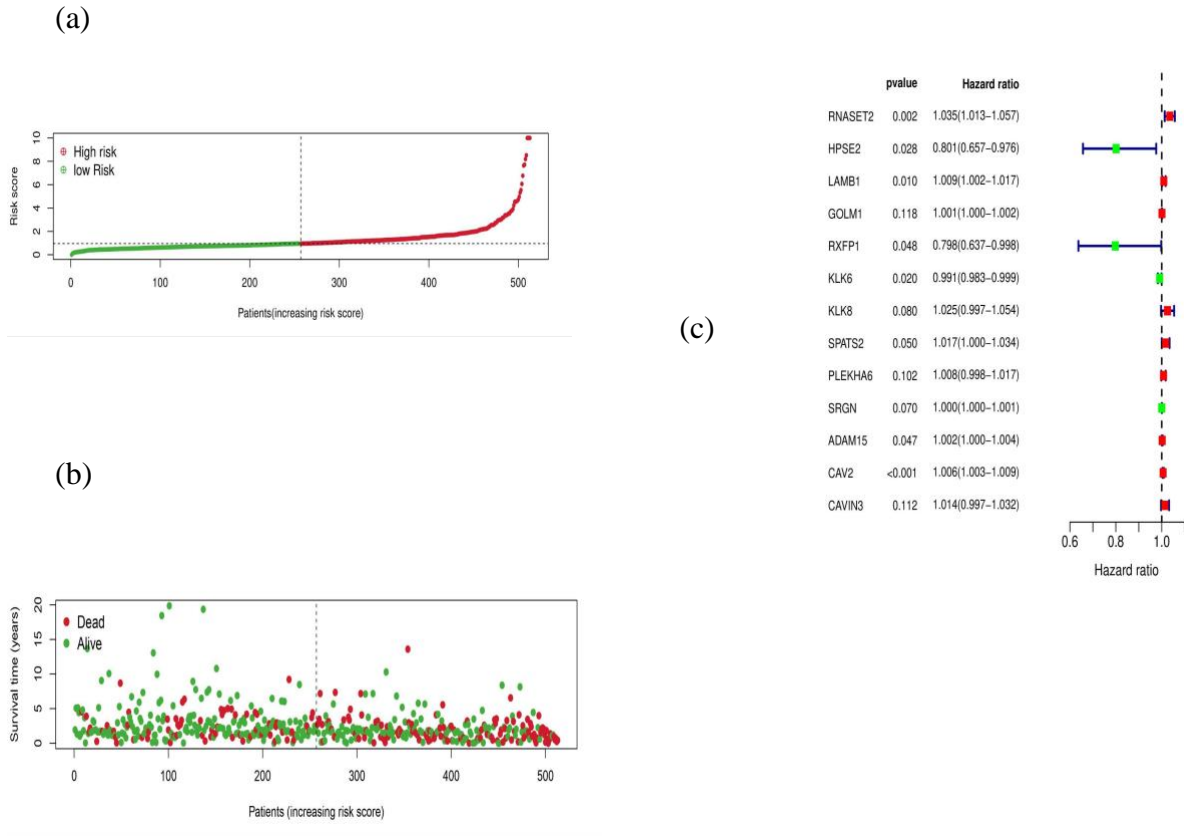 (a)
Risk score
10
8
6
4
2
0
High risk
low Risk
0 100 200 300 400 500
Patients(increasing risk score)
(b)
Survival time (years)
20
15
10
5
0
Dead
Alive
0 100 200 300 400 500
Patients (increasing risk score)
(c)
pvalue Hazard ratio
RNASET2 0.002 1.035(1.013−1.057)
HPSE2 0.028 0.801(0.657−0.976)
LAMB1 0.010 1.009(1.002−1.017)
GOLM1 0.118 1.001(1.000−1.002)
RXFP1 0.048 0.798(0.637−0.998)
KLK6 0.020 0.991(0.983−0.999)
KLK8 0.080 1.025(0.997−1.054)
SPATS2 0.050 1.017(1.000−1.034)
PLEKHA6 0.102 1.008(0.998−1.017)
SRGN 0.070 1.000(1.000−1.001)
ADAM15 0.047 1.002(1.000−1.004)
CAV2 <0.001 1.006(1.003−1.009)
CAVIN3 0.112 1.014(0.997−1.032)
0.6 0.8 1.0
Hazard ratio